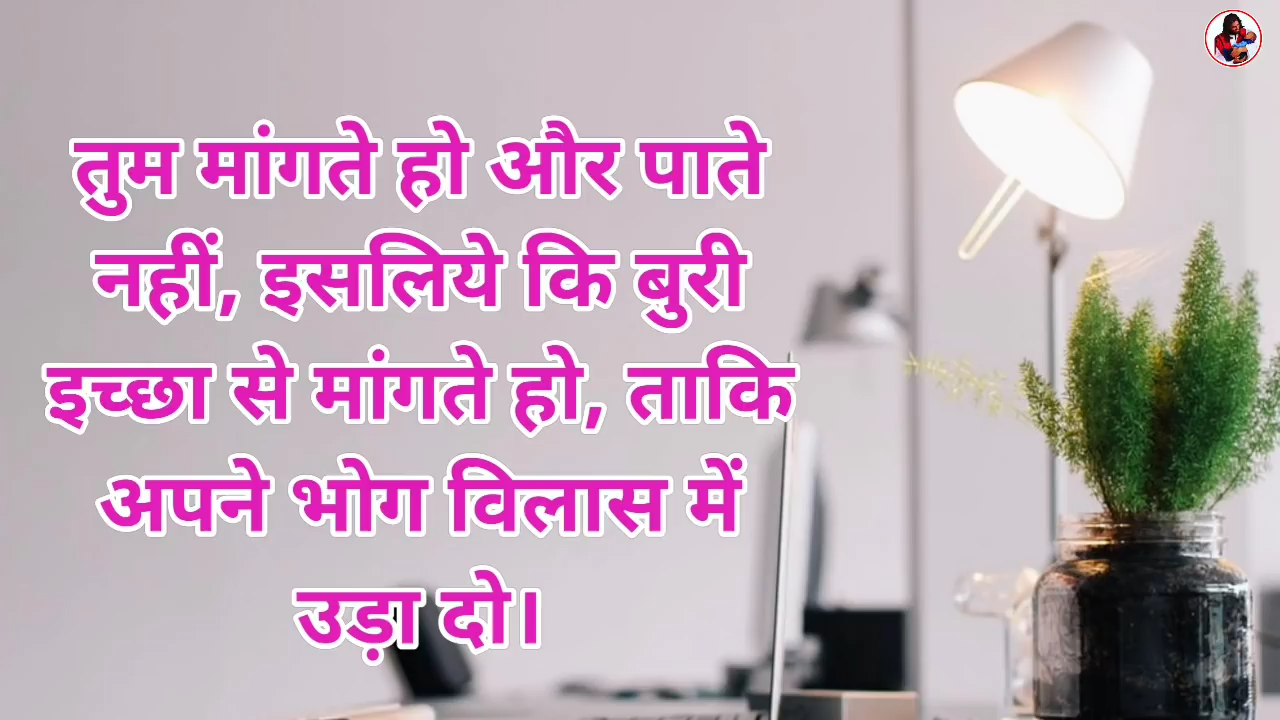 तुम मांगते हो और पाते
नहीं, इसलिये कि बुरी
इच्छा से मांगते हो, ताकि
अपने भोग विलास में
उड़ा दो।